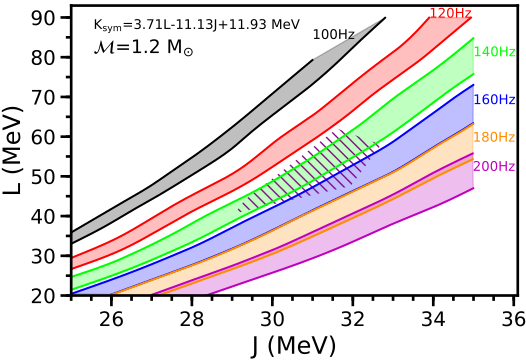 K_sym=3.71L-11.13J+11.93 MeV
ℳ=1.2 M_⊙
100Hz
120Hz
140Hz
160Hz
180Hz
200Hz
L (MeV)
90
80
70
60
50
40
30
20
26 28 30 32 34 36
J (MeV)